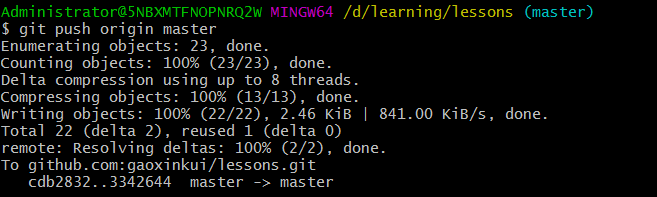 Administrator@5NBXMTFNOPNRQ2W MINGW64 /d/learning/lessons (master)
$ git push origin master
Enumerating objects: 23, done.
Counting objects: 100% (23/23), done.
Delta compression using up to 8 threads.
Compressing objects: 100% (13/13), done.
Writing objects: 100% (22/22), 2.46 KiB | 841.00 KiB/s, done.
Total 22 (delta 2), reused 1 (delta 0)
remote: Resolving deltas: 100% (2/2), done.
To github.com:gaoxinkui/lessons.git
   cdb2832..3342644  master -> master